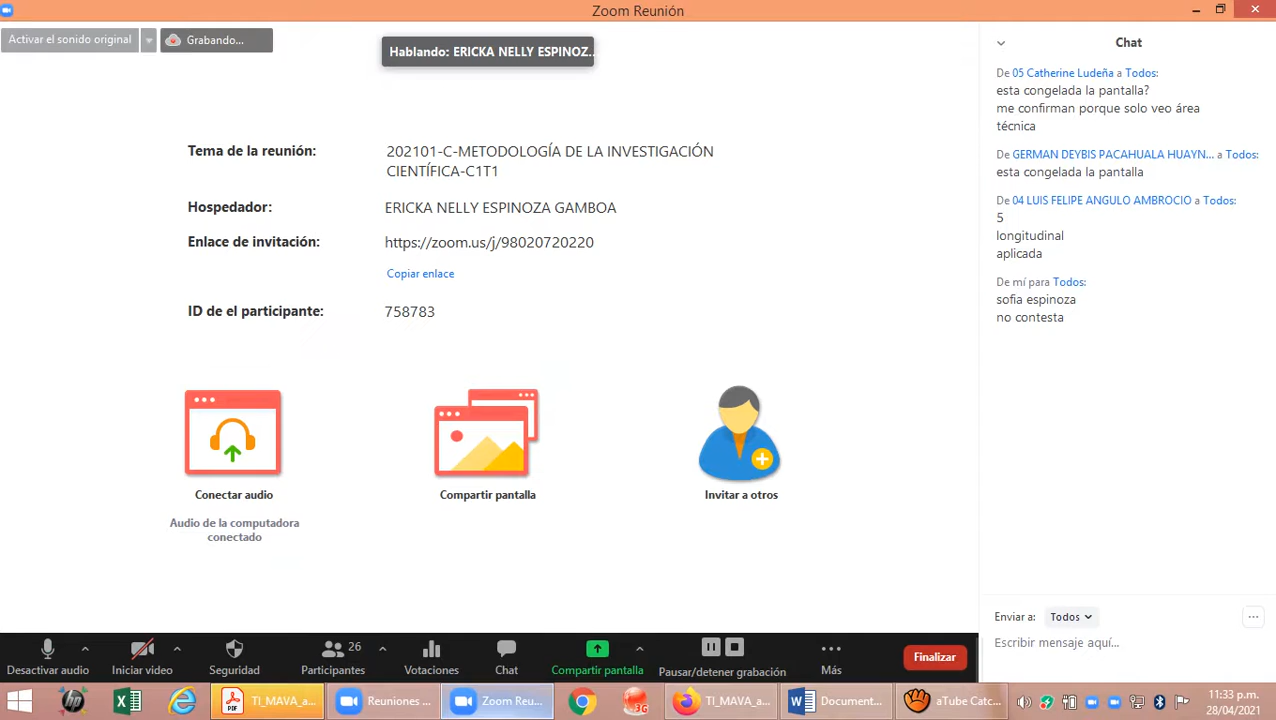 Zoom Reunión
Activar el sonido original
Grabando...
Hablando: ERICKA NELLY ESPINOZ...
Tema de la reunión:
202101-C-METODOLOGÍA DE LA INVESTIGACIÓN
CIENTÍFICA-C1T1
Hospedador:
ERICKA NELLY ESPINOZA GAMBOA
Enlace de invitación:
https://zoom.us/j/98020720220
Copiar enlace
ID de el participante:
758783
Conectar audio
Audio de la computadora
conectado
Compartir pantalla
Invitar a otros
Chat
De 05 Catherine Ludeña a Todos:
esta congelada la pantalla?
me confirman porque solo veo área
técnica
De GERMAN DEYBIS PACAHUALA HUAYN... a Todos:
esta congelada la pantalla
De 04 LUIS FELIPE ANGULO AMBROCIO a Todos:
5
longitudinal
aplicada
De mí para Todos:
sofia espinoza
no contesta
Enviar a: Todos
Escribir mensaje aquí...
Desactivar audio
Iniciar video
Seguridad
26
Participantes
Votaciones
Chat
Compartir pantalla
Pausar/detener grabación
Más
Finalizar
TI_MAVA_a...
Reuniones ...
Zoom Reu...
3G
TI_MAVA_a...
Document...
aTube Catc...
11:33 p.m.
28/04/2021